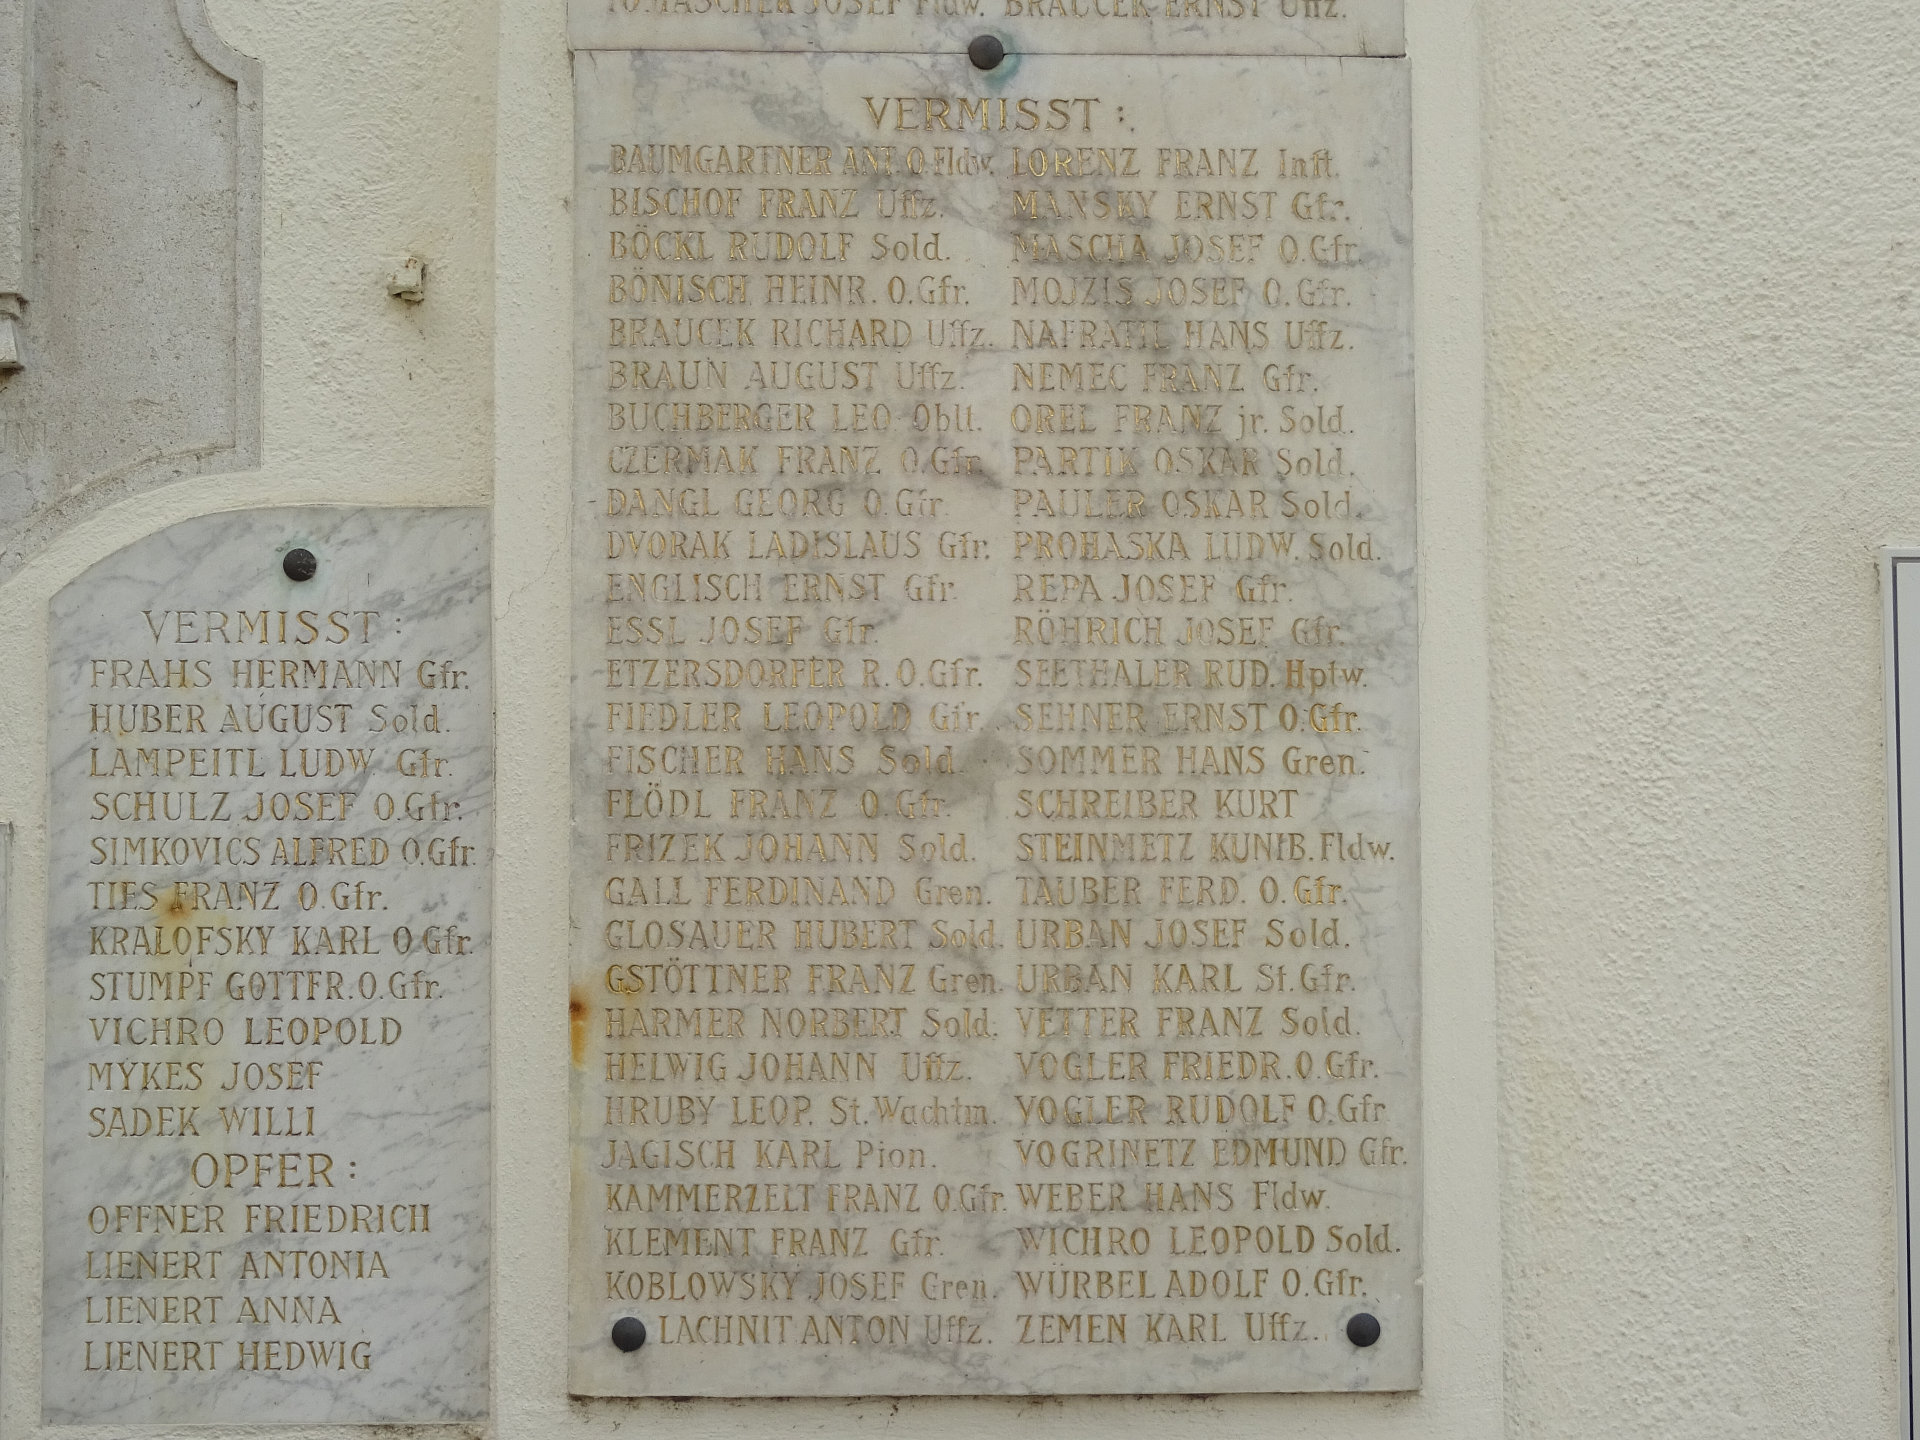 TOMASCHEK JOSEF Fldw. BRAUCEK ERNST Uffz.
VERMISST :
BAUMGARTNER ANT. O.Fldw.
BISCHOF FRANZ Uffz.
BÖCKL RUDOLF Sold.
BÖNISCH HEINR. O.Gfr.
BRAUCEK RICHARD Uffz.
BRAUN AUGUST Uffz.
BUCHBERGER LEO Oblt.
CZERMAK FRANZ O.Gfr.
DANGL GEORG O.Gfr.
DVORAK LADISLAUS Gfr.
ENGLISCH ERNST Gfr.
ESSL JOSEF Gfr.
ETZERSDORFER R. O.Gfr.
FIEDLER LEOPOLD Gfr.
FISCHER HANS Sold.
FLÖDL FRANZ O.Gfr.
FRIZEK JOHANN Sold.
GALL FERDINAND Gren.
GLOSAUER HUBERT Sold.
GSTÖTTNER FRANZ Gren.
HARMER NORBERT Sold.
HELWIG JOHANN Uffz.
HRUBY LEOP. St.Wachtm.
JAGISCH KARL Pion.
KAMMERZELT FRANZ O.Gfr.
KLEMENT FRANZ Gfr.
KOBLOWSKY JOSEF Gren.
LACHNIT ANTON Uffz.
LORENZ FRANZ Inft.
MANSKY ERNST Gfr.
MASCHA JOSEF O.Gfr.
MOJZIS JOSEF O.Gfr.
NAFRATIL HANS Uffz.
NEMEC FRANZ Gfr.
OREL FRANZ jr. Sold.
PARTIK OSKAR Sold.
PAULER OSKAR Sold.
PROHASKA LUDW. Sold.
REPA JOSEF Gfr.
RÖHRICH JOSEF Gfr.
SEETHALER RUD. Hptw.
SEHNER ERNST O.Gfr.
SOMMER HANS Gren.
SCHREIBER KURT
STEINMETZ KUNIB. Fldw.
TAUBER FERD. O.Gfr.
URBAN JOSEF Sold.
URBAN KARL St.Gfr.
VETTER FRANZ Sold.
VOGLER FRIEDR. O.Gfr.
VOGLER RUDOLF O.Gfr.
VOGRINETZ EDMUND Gfr.
WEBER HANS Fldw.
WICHRO LEOPOLD Sold.
WÜRBEL ADOLF O.Gfr.
ZEMEN KARL Uffz.
VERMISST :
FRAHS HERMANN Gfr.
HUBER AUGUST Sold.
LAMPEITL LUDW. Gfr.
SCHULZ JOSEF O.Gfr.
SIMKOVICS ALFRED O.Gfr.
TIES FRANZ O.Gfr.
KRALOFSKY KARL O.Gfr.
STUMPF GOTTFR. O.Gfr.
VICHRO LEOPOLD
MYKES JOSEF
SADEK WILLI
OPFER :
OFFNER FRIEDRICH
LIENERT ANTONIA
LIENERT ANNA
LIENERT HEDWIG